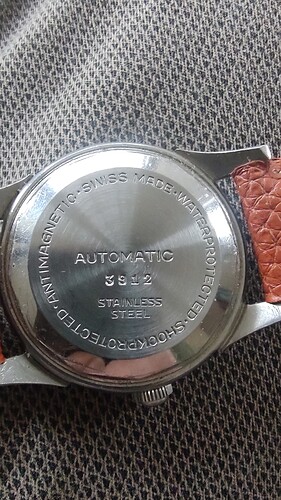 ANTIMAGNETIC · SWISS MADE · WATERPROTECTED · SHOCKPROTECTED ·
AUTOMATIC
3912
STAINLESS
STEEL